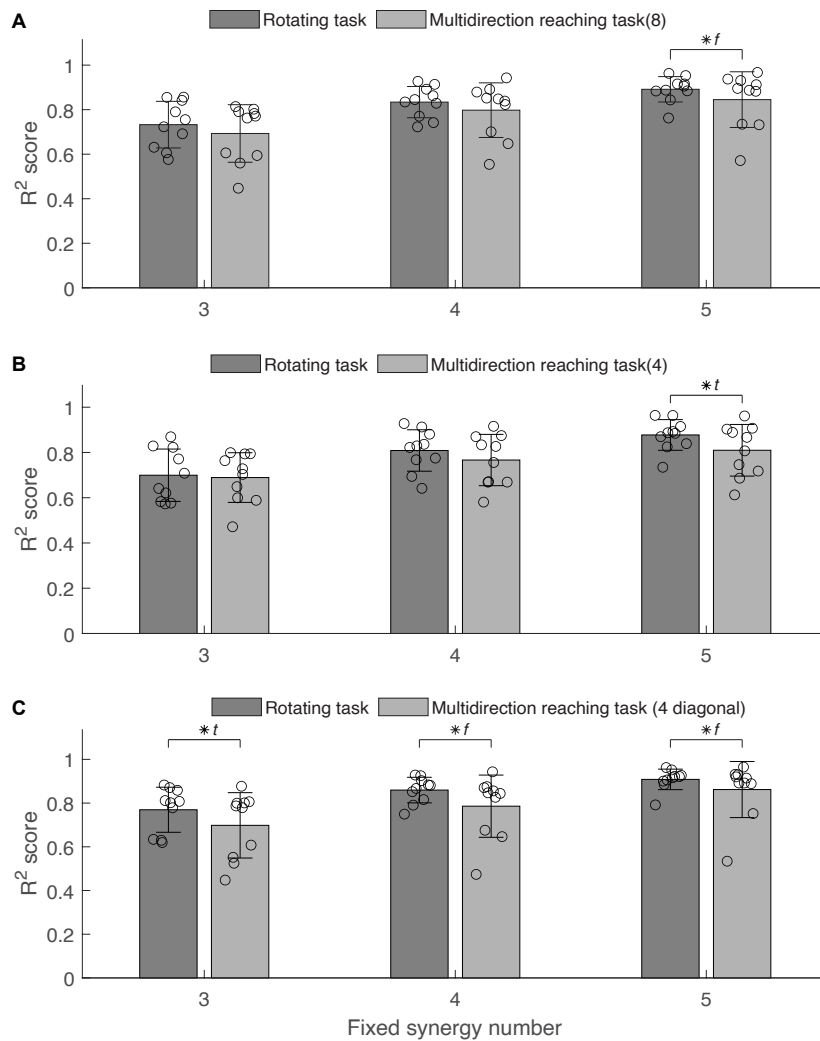 A
Rotating task Multidirection reaching task(8)
* f
1
0.8
0.6
0.4
0.2
0
R² score
3 4 5
B
Rotating task Multidirection reaching task(4)
* t
1
0.8
0.6
0.4
0.2
0
R² score
3 4 5
C
Rotating task Multidirection reaching task (4 diagonal)
* t * f * f
1
0.8
0.6
0.4
0.2
0
R² score
3 4 5
Fixed synergy number